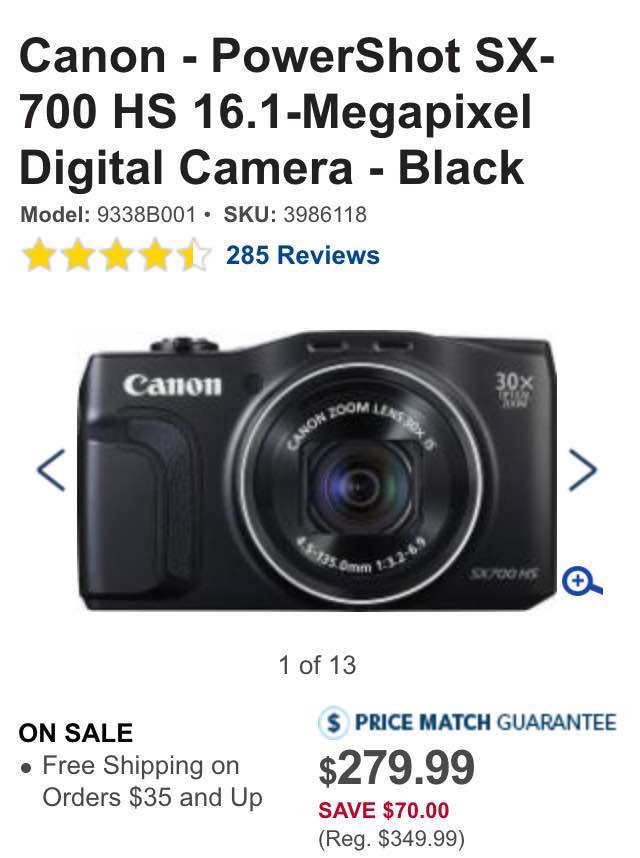 Canon - PowerShot SX-
700 HS 16.1-Megapixel
Digital Camera - Black
Model: 9338B001 • SKU: 3986118
285 Reviews
Canon
30x
OPTICAL
ZOOM
CANON ZOOM LENS 30x IS
4.5-135.0mm 1:3.2-6.9
SX700 HS
1 of 13
ON SALE
• Free Shipping on
Orders $35 and Up
$ PRICE MATCH GUARANTEE
$279.99
SAVE $70.00
(Reg. $349.99)